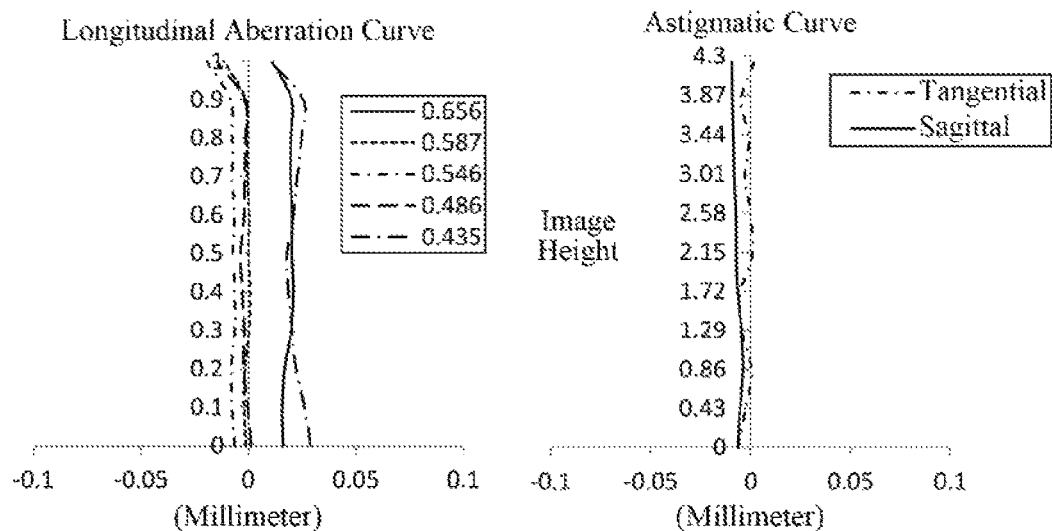 Longitudinal Aberration Curve
1
0.9
0.8
0.7
0.6
0.5
0.4
0.3
0.2
0.1
0
-0.1 -0.05 0 0.05 0.1
(Millimeter)
0.656
0.587
0.546
0.486
0.435
Astigmatic Curve
Image
Height
4.3
3.87
3.44
3.01
2.58
2.15
1.72
1.29
0.86
0.43
0
-0.1 -0.05 0 0.05 0.1
(Millimeter)
Tangential
Sagittal